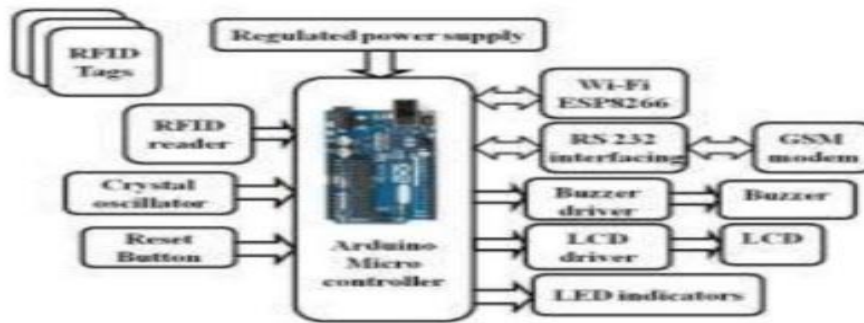 Regulated power supply
RFID
Tags
Wi-Fi
ESP8266
RFID
reader
RS 232
interfacing
GSM
modem
Crystal
oscillator
Buzzer
driver
Buzzer
Reset
Button
Arduino
Micro
controller
LCD
driver
LCD
LED indicators